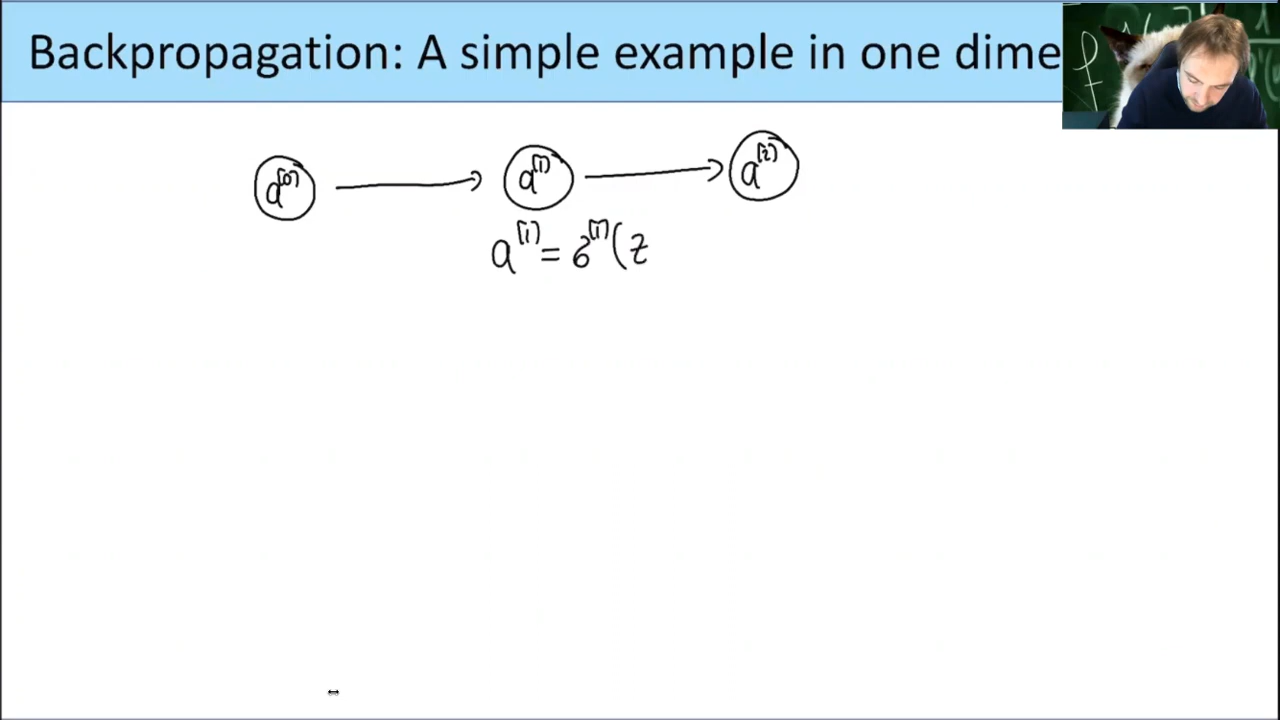 Backpropagation: A simple example in one dime
a^[0] → a^[1] → a^[2]
a^[1] = σ^[1](z